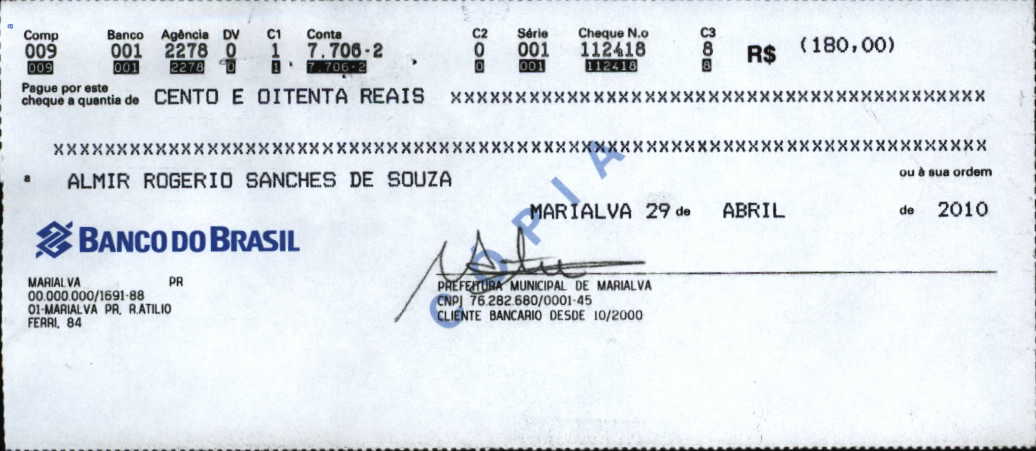 Comp Banco Agência DV C1 Conta C2 Série Cheque N.o C3
009 001 2278 0 1 7.706-2 0 001 112418 8 R$ (180,00)
009 001 2278 0 1 7.706-2 0 001 112418 8
Pague por este
cheque a quantia de CENTO E OITENTA REAIS XXXXXXXXXXXXXXXXXXXXXXXXXXXXXXXXXXXXXXXXX
XXXXXXXXXXXXXXXXXXXXXXXXXXXXXXXXXXXXXXXXXXXXXXXXXXXXXXXXXXXXXXXXXXXXXXXX
a ALMIR ROGERIO SANCHES DE SOUZA ou à sua ordem
MARIALVA 29 de ABRIL de 2010
BANCO DO BRASIL
MARIALVA PR
00.000.000/1691-88
01-MARIALVA PR. R.ATILIO
FERRI, 84
PREFEITURA MUNICIPAL DE MARIALVA
CNPJ 76.282.680/0001-45
CLIENTE BANCARIO DESDE 10/2000
CÓPIA